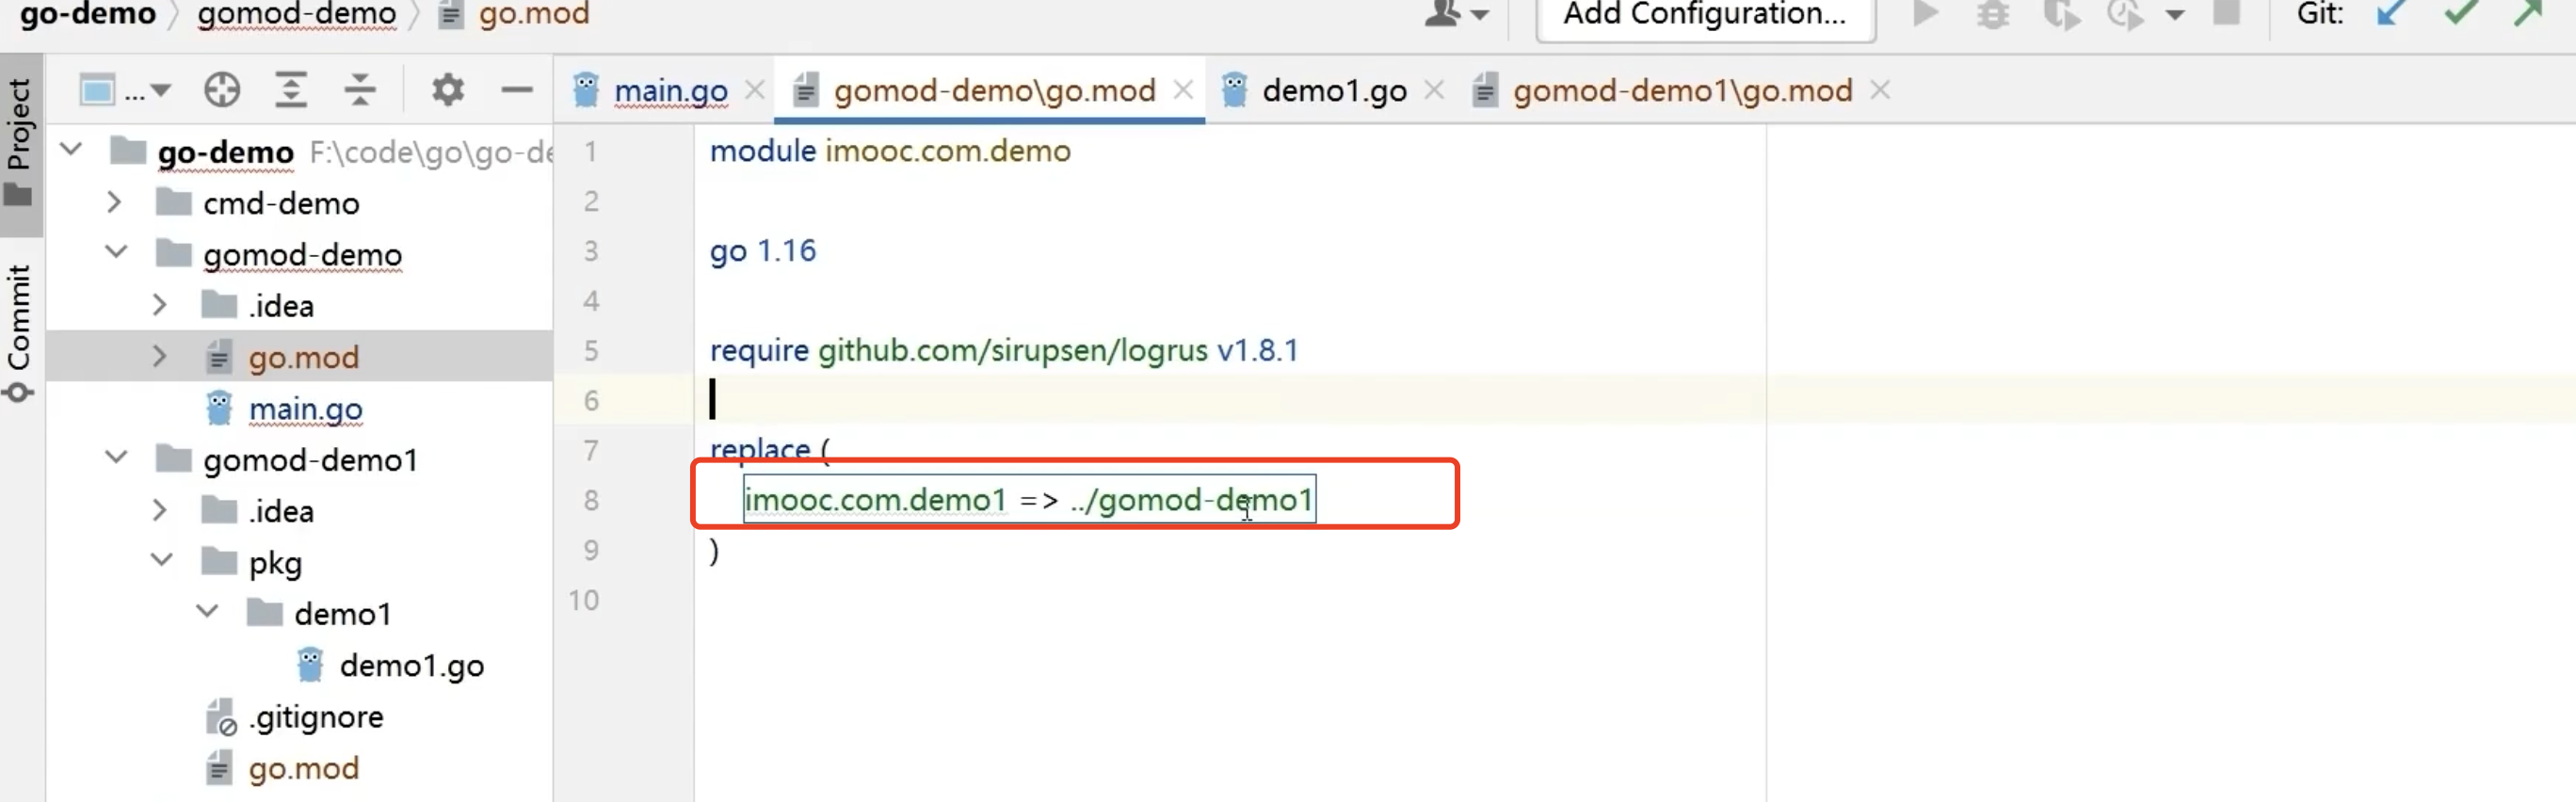 go-demo gomod-demo go.mod Add Configuration... Git:
Project
Commit
...
main.go gomod-demo\go.mod demo1.go gomod-demo1\go.mod
go-demo F:\code\go\go-de
cmd-demo
gomod-demo
.idea
go.mod
main.go
gomod-demo1
.idea
pkg
demo1
demo1.go
.gitignore
go.mod
1 module imooc.com.demo
2
3 go 1.16
4
5 require github.com/sirupsen/logrus v1.8.1
6
7 replace (
8 imooc.com.demo1 => ../gomod-demo1
9 )
10